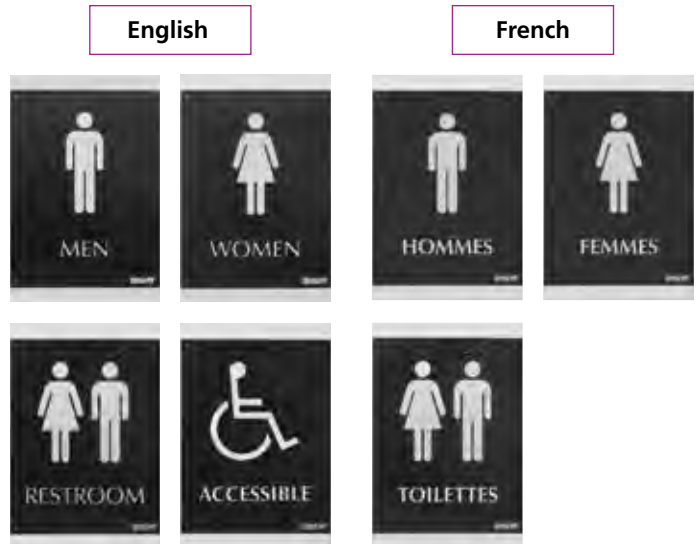 English
French
MEN
WOMEN
HOMMES
FEMMES
RESTROOM
ACCESSIBLE
TOILETTES